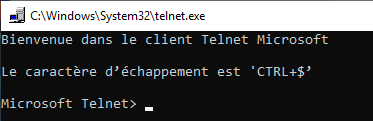 C:\Windows\System32\telnet.exe
Bienvenue dans le client Telnet Microsoft
Le caractère d’échappement est 'CTRL+$’
Microsoft Telnet>